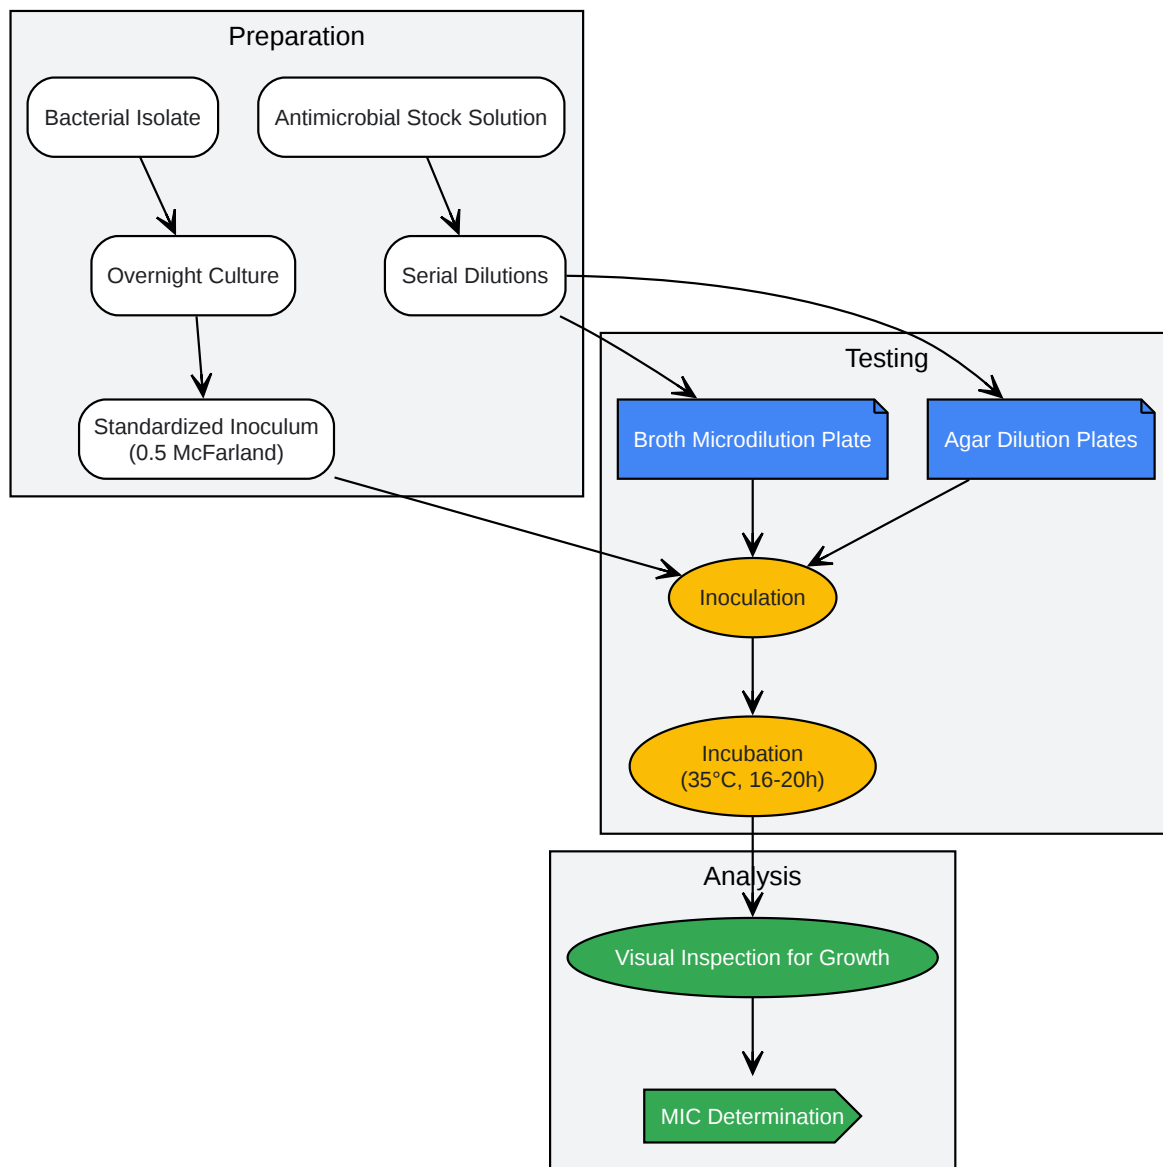 Preparation
Bacterial Isolate
Antimicrobial Stock Solution
Overnight Culture
Serial Dilutions
Standardized Inoculum
(0.5 McFarland)
Testing
Broth Microdilution Plate
Agar Dilution Plates
Inoculation
Incubation
(35°C, 16-20h)
Analysis
Visual Inspection for Growth
MIC Determination